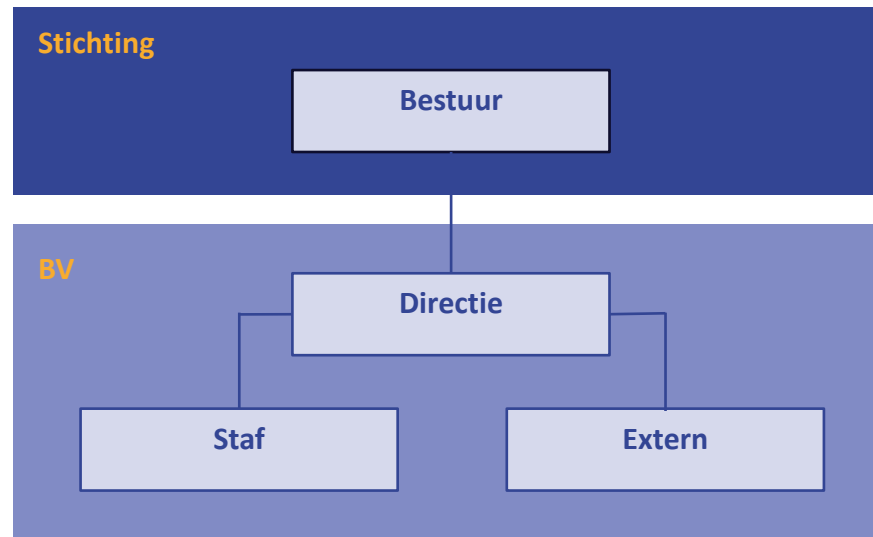 Stichting
Bestuur
BV
Directie
Staf
Extern